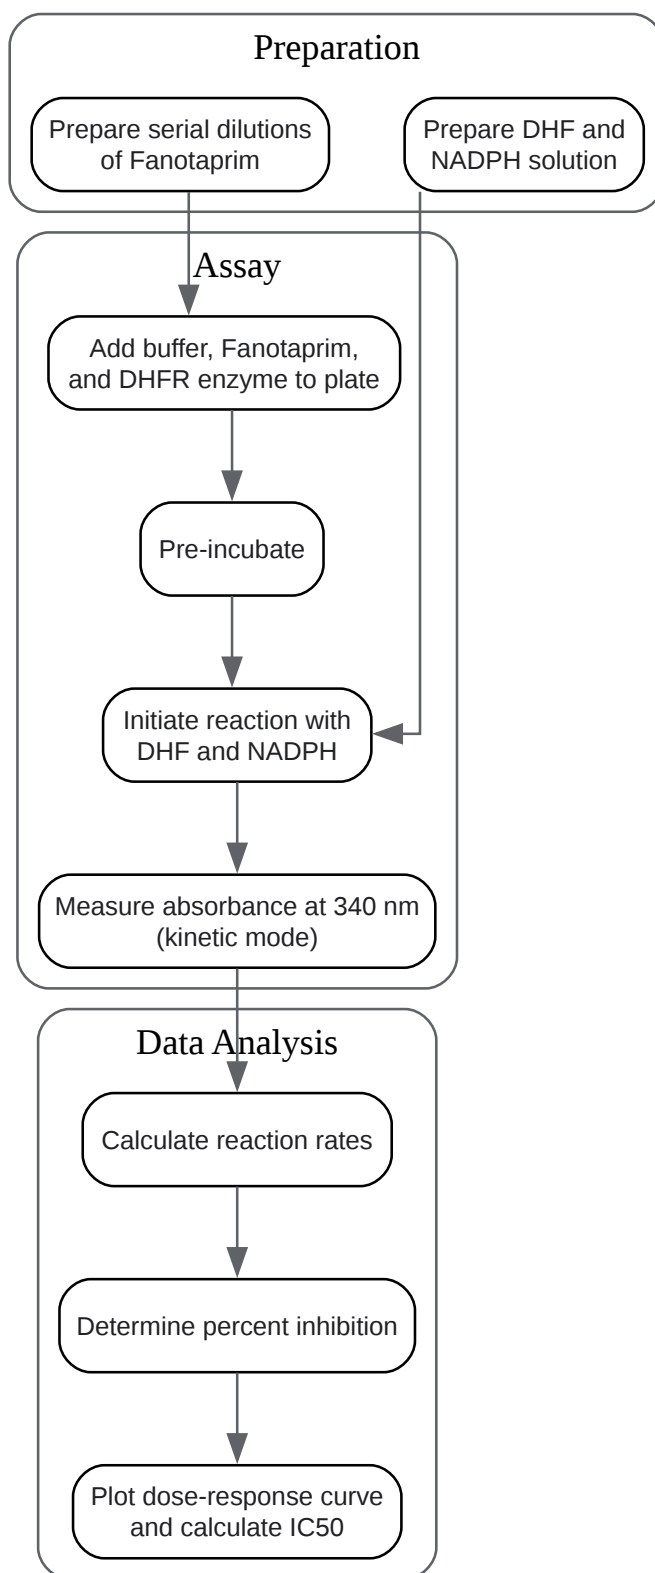 Preparation
Prepare serial dilutions
of Fanotaprim
Prepare DHF and
NADPH solution
Assay
Add buffer, Fanotaprim,
and DHFR enzyme to plate
Pre-incubate
Initiate reaction with
DHF and NADPH
Measure absorbance at 340 nm
(kinetic mode)
Data Analysis
Calculate reaction rates
Determine percent inhibition
Plot dose-response curve
and calculate IC50